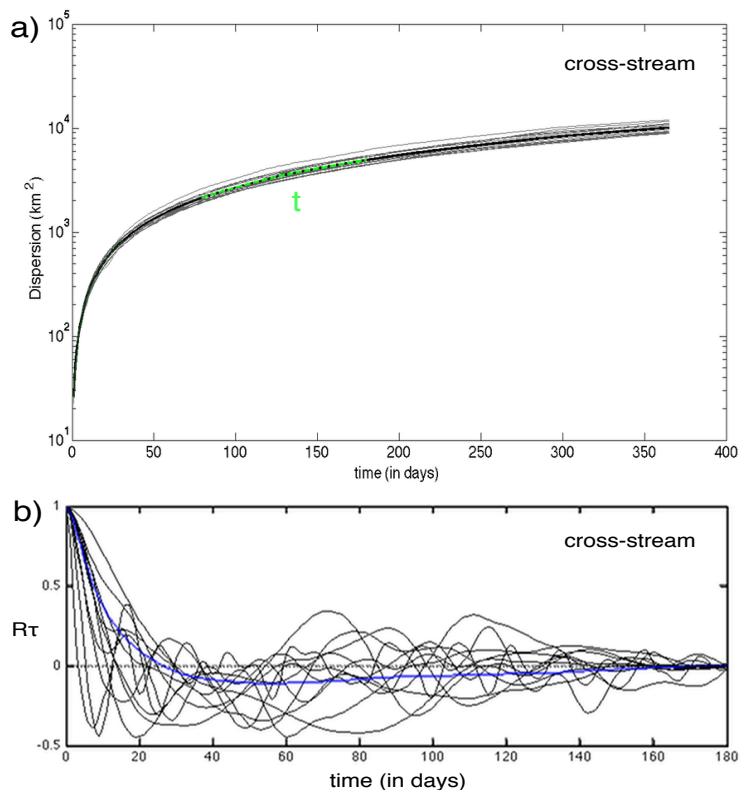 a)
cross-stream
10^5
10^4
10^3
10^2
10^1
Dispersion (km^2)
t
0 50 100 150 200 250 300 350 400
time (in days)
b)
cross-stream
1
0.5
0
-0.5
Rτ
0 20 40 60 80 100 120 140 160 180
time (in days)